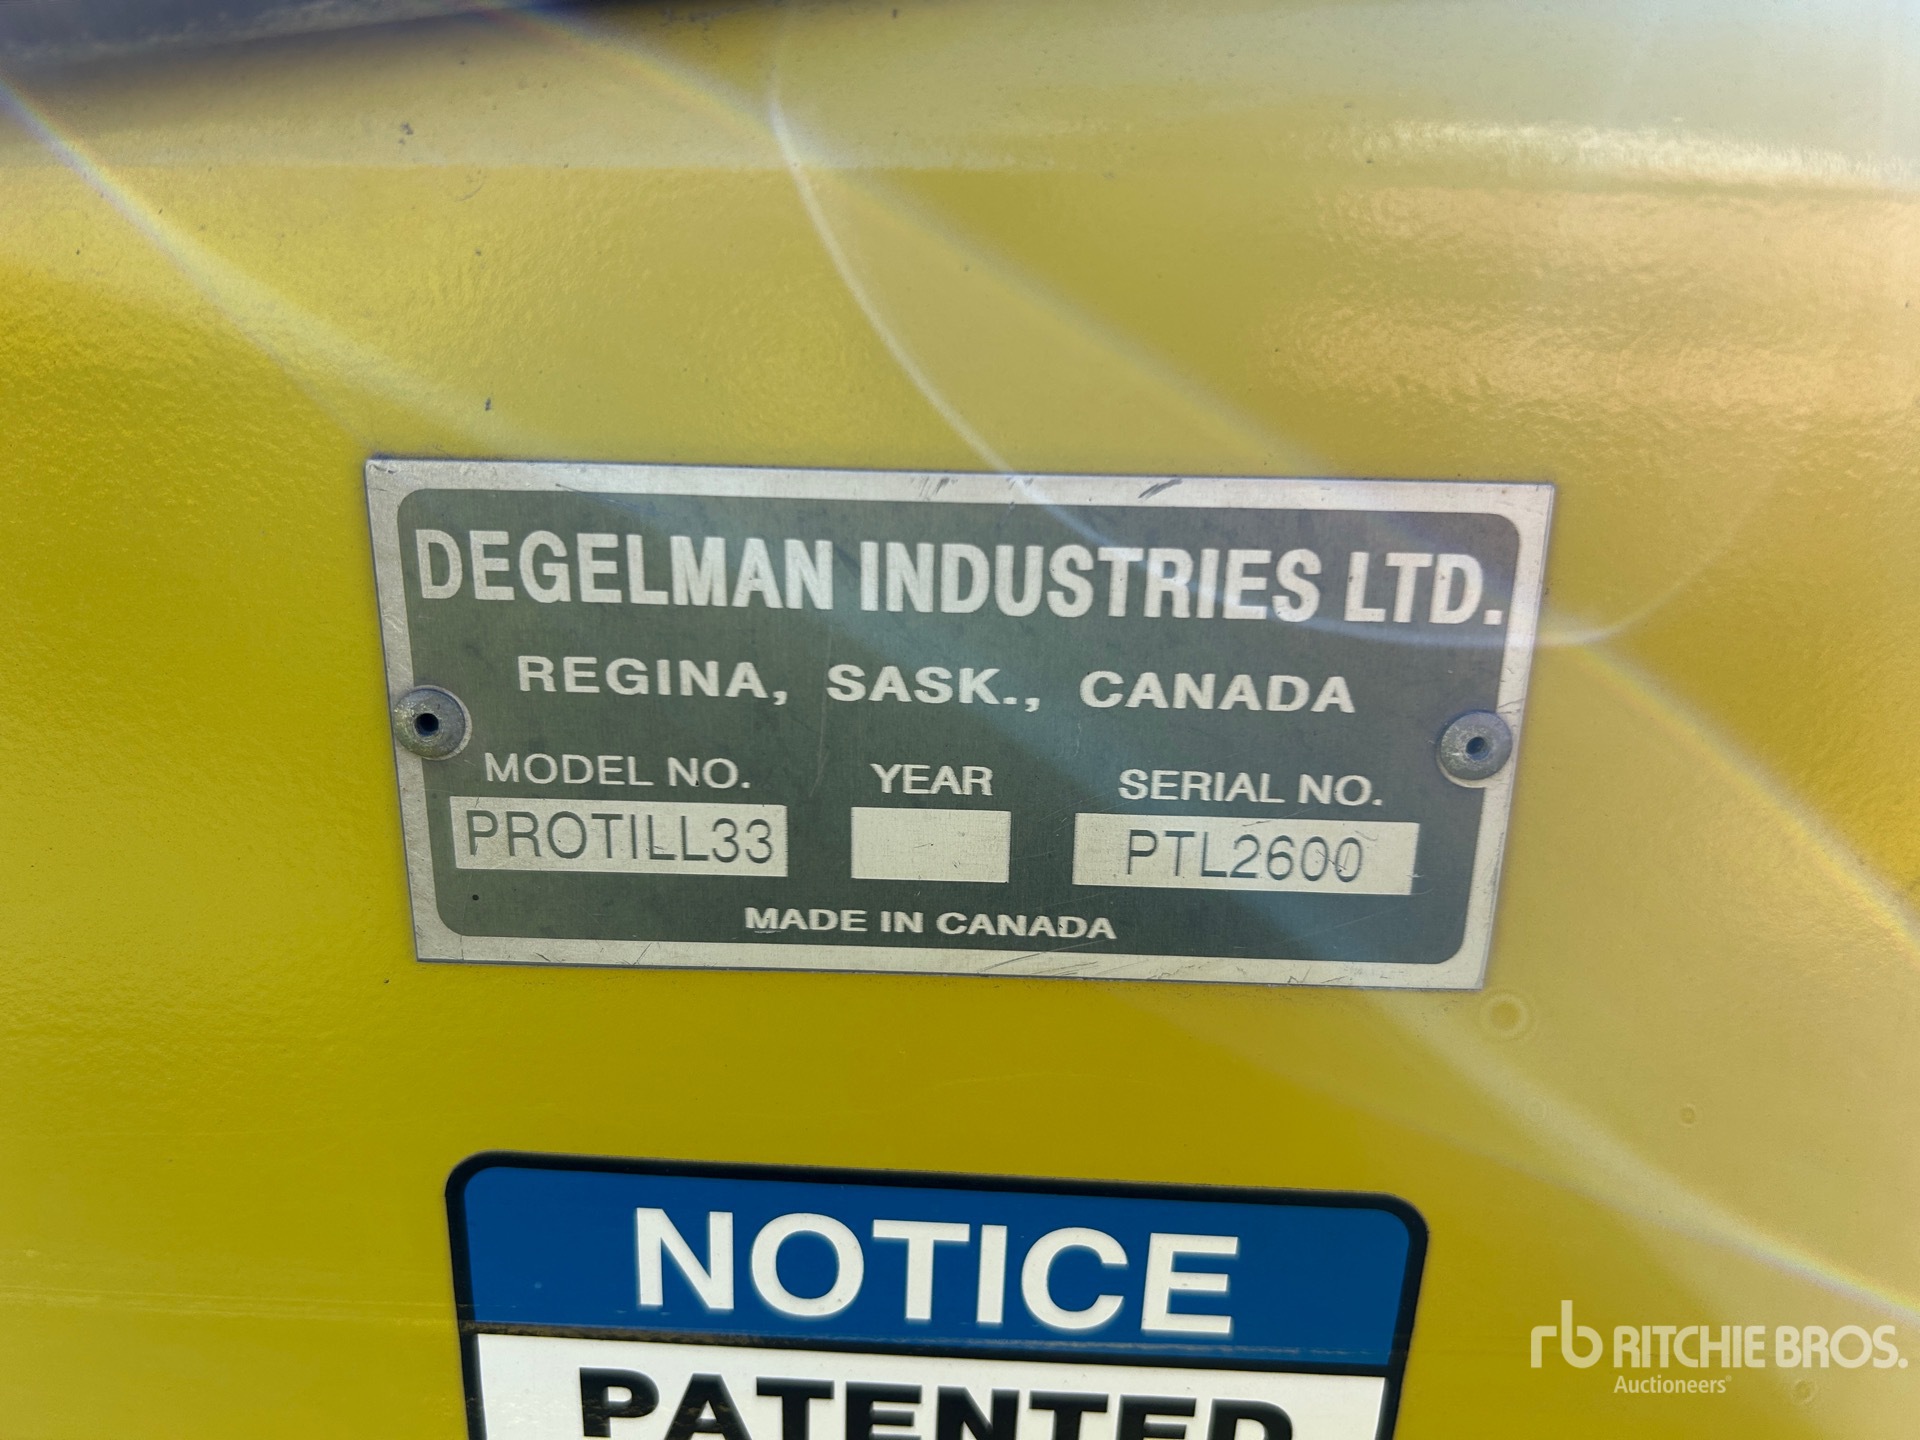 DEGELMAN INDUSTRIES LTD.
REGINA, SASK., CANADA
MODEL NO. YEAR SERIAL NO.
PROTILL33 PTL2600
MADE IN CANADA
NOTICE
PATENTED
rb RITCHIE BROS.
Auctioneers